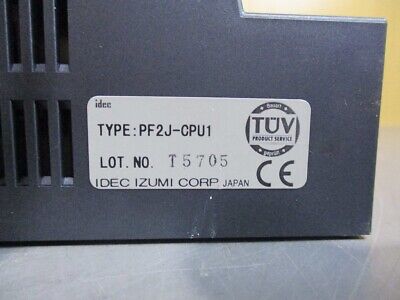 idec
TYPE:PF2J-CPU1
LOT.NO. T5705
IDEC IZUMI CORP. JAPAN
TÜV
PRODUCT SERVICE
CE